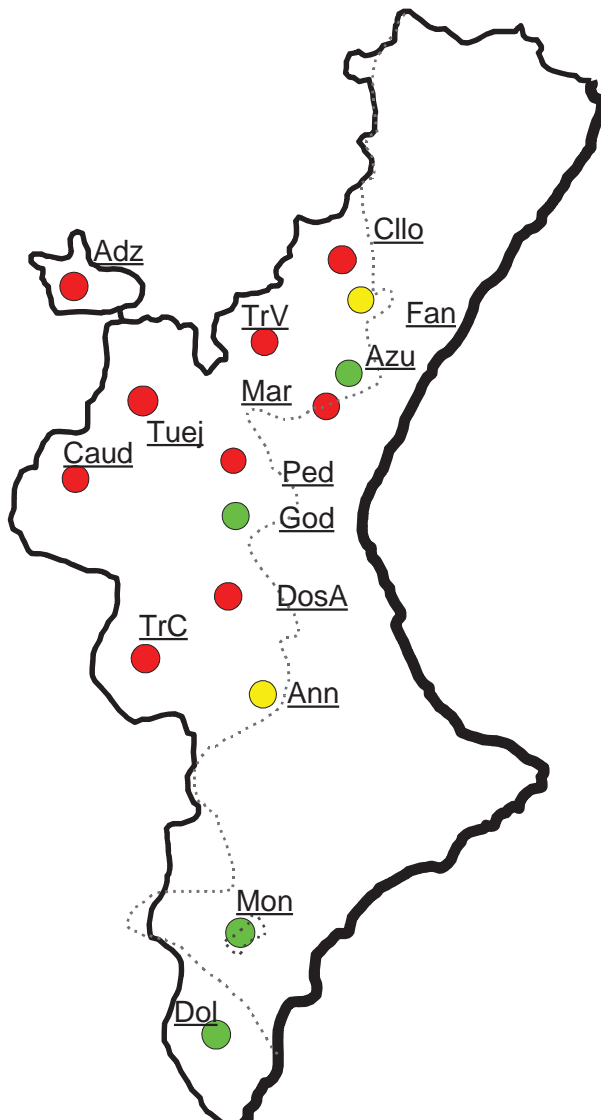 Cllo
Adz
Fan
TrV
Azu
Mar
Tuej
Caud
Ped
God
DosA
TrC
Ann
Mon
Dol